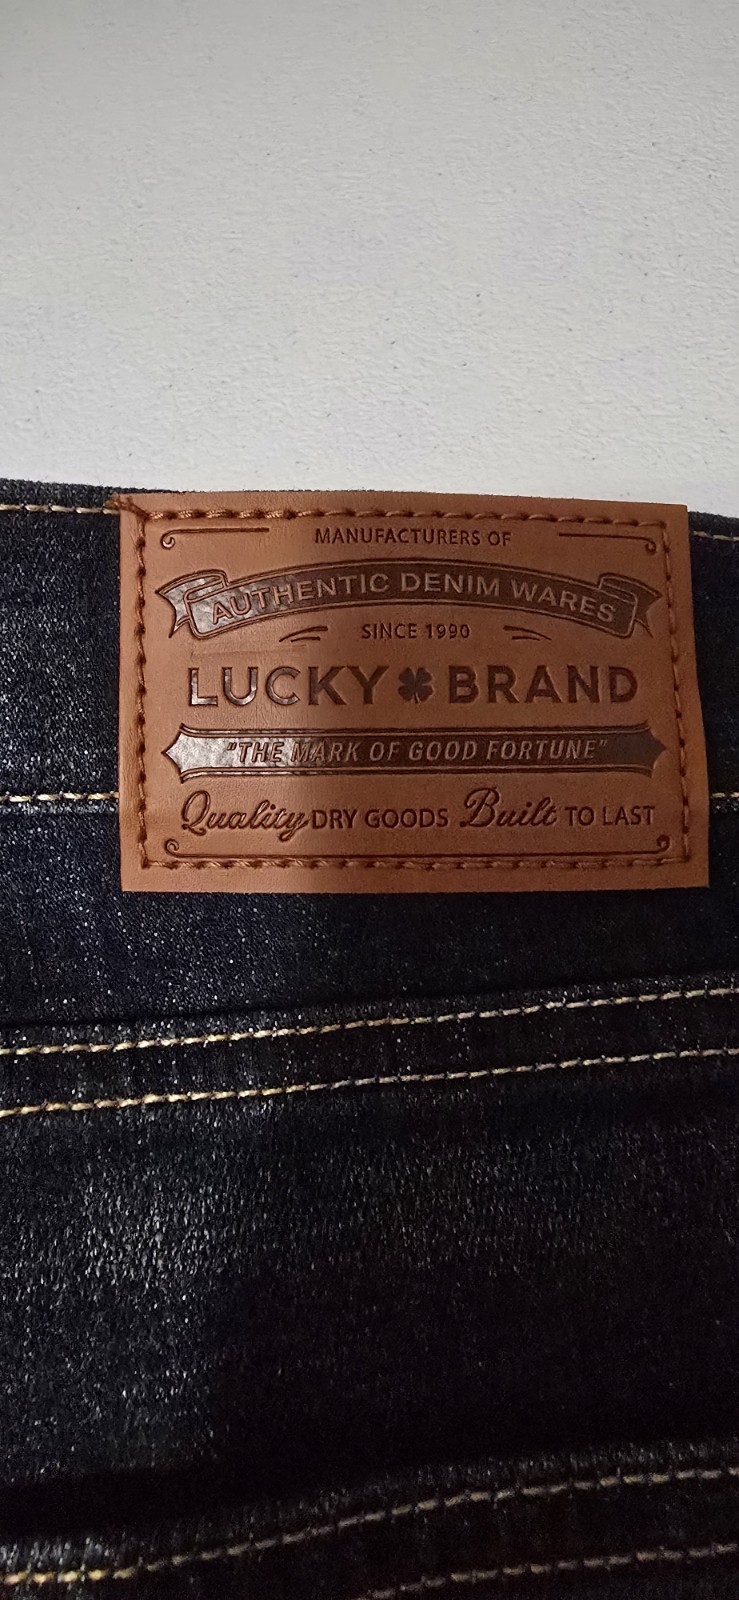 MANUFACTURERS OF
AUTHENTIC DENIM WARES
SINCE 1990
LUCKY BRAND
"THE MARK OF GOOD FORTUNE"
Quality DRY GOODS Built TO LAST